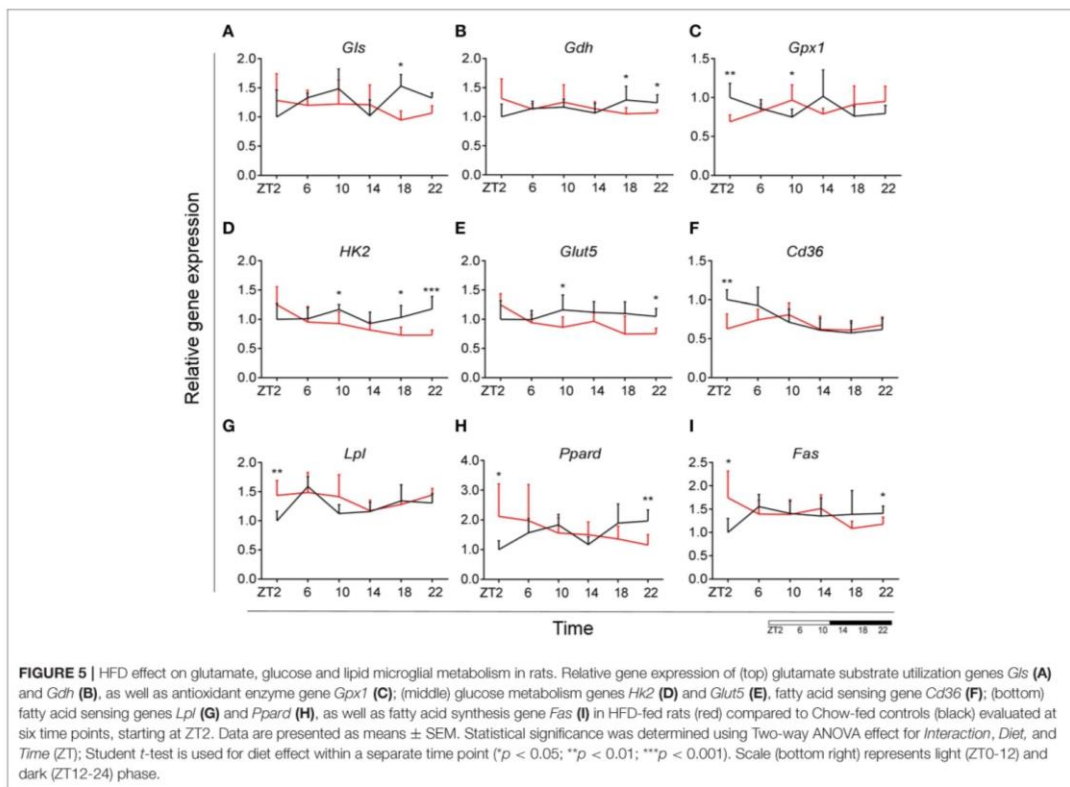 A B C
Gls Gdh Gpx1
** * * * *
2.0 2.0 1.5
1.5 1.5 1.0
1.0 1.0 0.5
0.5 0.5 0.0
0.0 0.0
ZT2 6 10 14 18 22 ZT2 6 10 14 18 22 ZT2 6 10 14 18 22
D E F
HK2 Glut5 Cd36
* * *** * * **
2.0 2.0 1.5
1.5 1.5 1.0
1.0 1.0 0.5
0.5 0.5 0.0
0.0 0.0
ZT2 6 10 14 18 22 ZT2 6 10 14 18 22 ZT2 6 10 14 18 22
G H I
Lpl Ppard Fas
** * ** * *
2.0 4.0 2.5
1.5 3.0 2.0
1.0 2.0 1.5
0.5 1.0 1.0
0.0 0.0 0.5
0.0
ZT2 6 10 14 18 22 ZT2 6 10 14 18 22 ZT2 6 10 14 18 22
Relative gene expression
Time
ZT2 6 10 14 18 22
FIGURE 5 | HFD effect on glutamate, glucose and lipid microglial metabolism in rats. Relative gene expression of (top) glutamate substrate utilization genes Gls (A)
and Gdh (B), as well as antioxidant enzyme gene Gpx1 (C); (middle) glucose metabolism genes Hk2 (D) and Glut5 (E), fatty acid sensing gene Cd36 (F); (bottom)
fatty acid sensing genes Lpl (G) and Ppard (H), as well as fatty acid synthesis gene Fas (I) in HFD-fed rats (red) compared to Chow-fed controls (black) evaluated at
six time points, starting at ZT2. Data are presented as means ± SEM. Statistical significance was determined using Two-way ANOVA effect for Interaction, Diet, and
Time (ZT); Student t-test is used for diet effect within a separate time point (*p < 0.05; **p < 0.01; ***p < 0.001). Scale (bottom right) represents light (ZT0-12) and
dark (ZT12-24) phase.